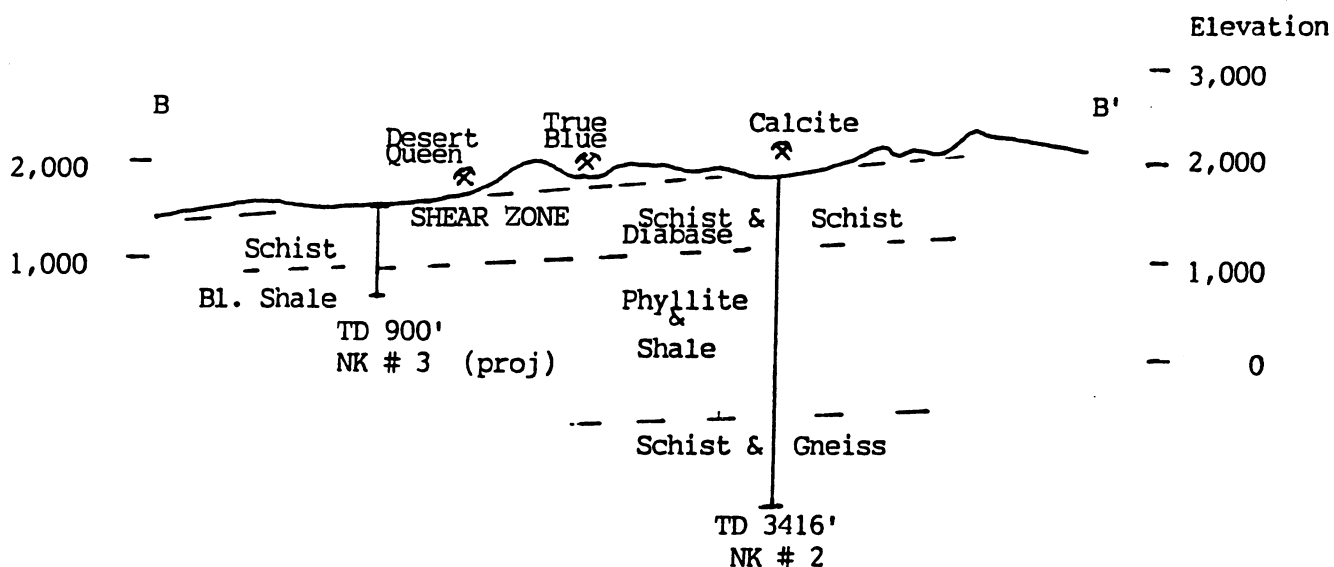 Elevation
3,000
B
B'
Desert
Queen
True
Blue
Calcite
2,000
2,000
SHEAR ZONE
Schist &
Diabase
Schist
Schist
1,000
1,000
Bl. Shale
Phyllite
&
Shale
TD 900'
NK # 3 (proj)
0
Schist & Gneiss
TD 3416'
NK # 2